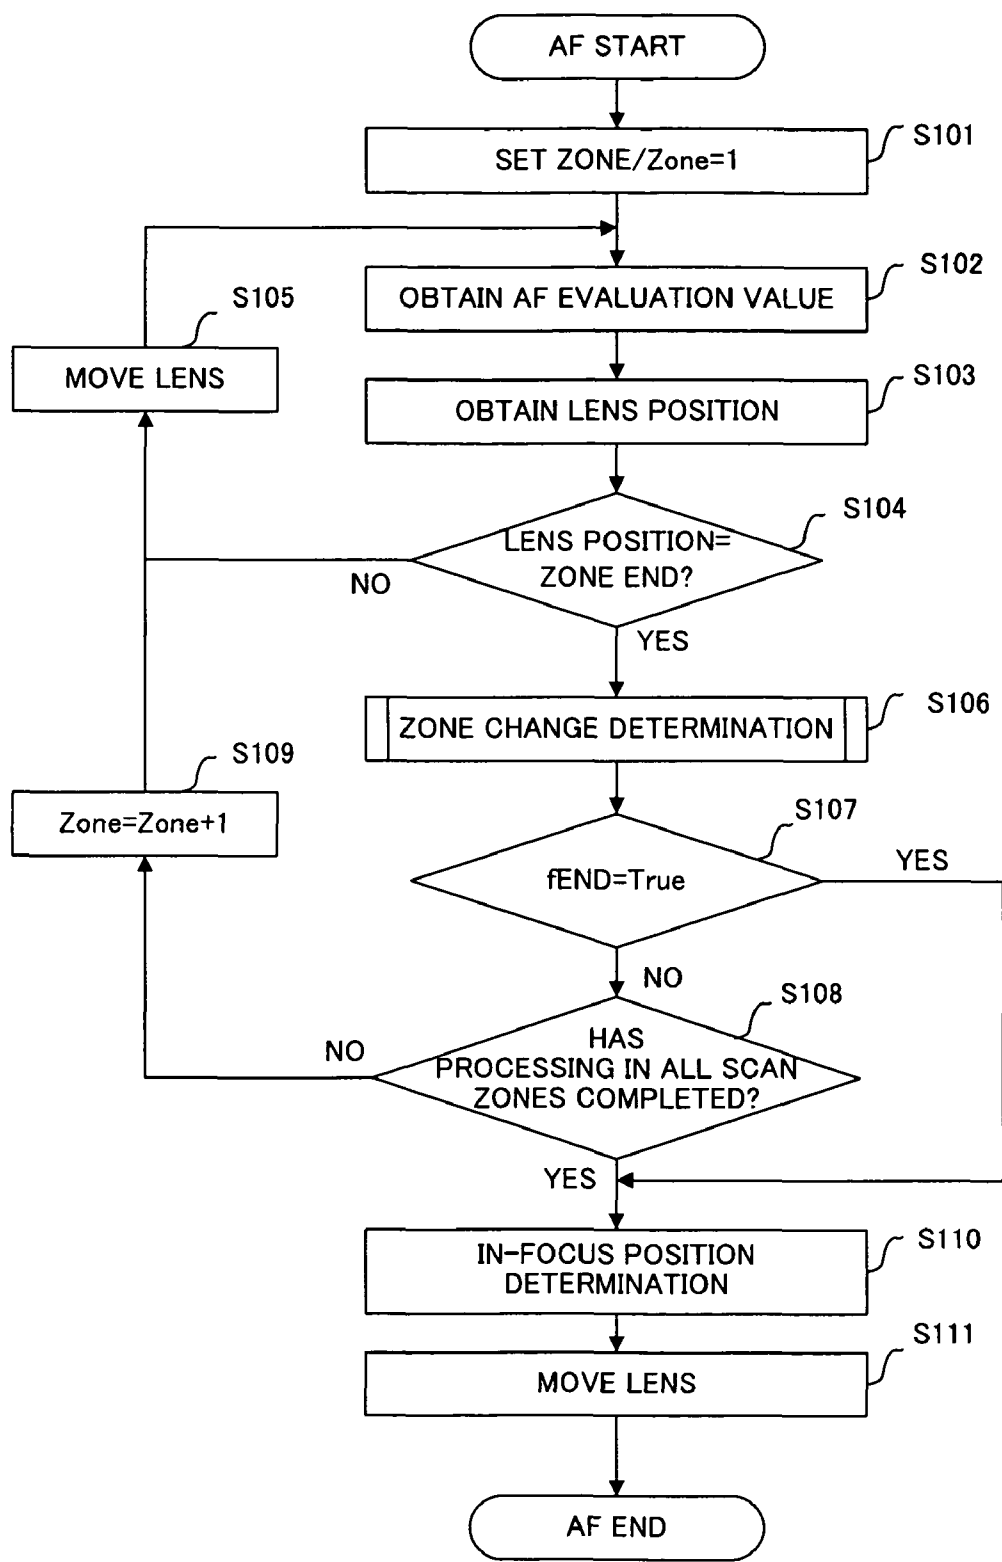 AF START
S101
SET ZONE/Zone=1
S102
OBTAIN AF EVALUATION VALUE
S105
MOVE LENS
S103
OBTAIN LENS POSITION
S104
LENS POSITION=
ZONE END?
NO
YES
S106
ZONE CHANGE DETERMINATION
S109
Zone=Zone+1
S107
fEND=True
YES
NO
S108
HAS
PROCESSING IN ALL SCAN
ZONES COMPLETED?
NO
YES
S110
IN-FOCUS POSITION
DETERMINATION
S111
MOVE LENS
AF END